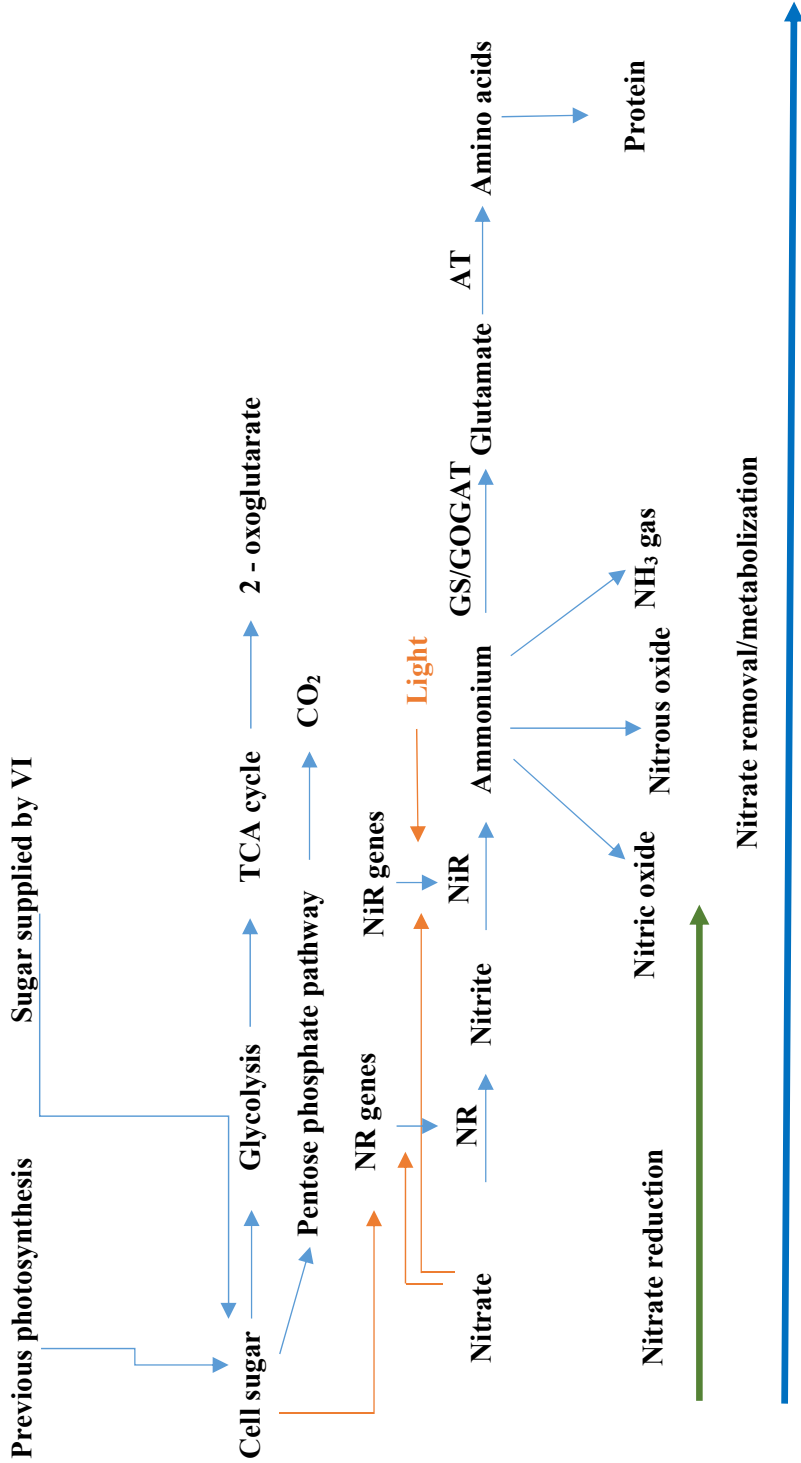 Previous photosynthesis
Sugar supplied by VI
Cell sugar
Glycolysis
TCA cycle
2 - oxoglutarate
Pentose phosphate pathway
CO₂
NR genes
NiR genes
Light
Nitrate
NR
Nitrite
NiR
Ammonium
GS/GOGAT
Glutamate
AT
Amino acids
Nitric oxide
Nitrous oxide
NH₃ gas
Protein
Nitrate reduction
Nitrate removal/metabolization